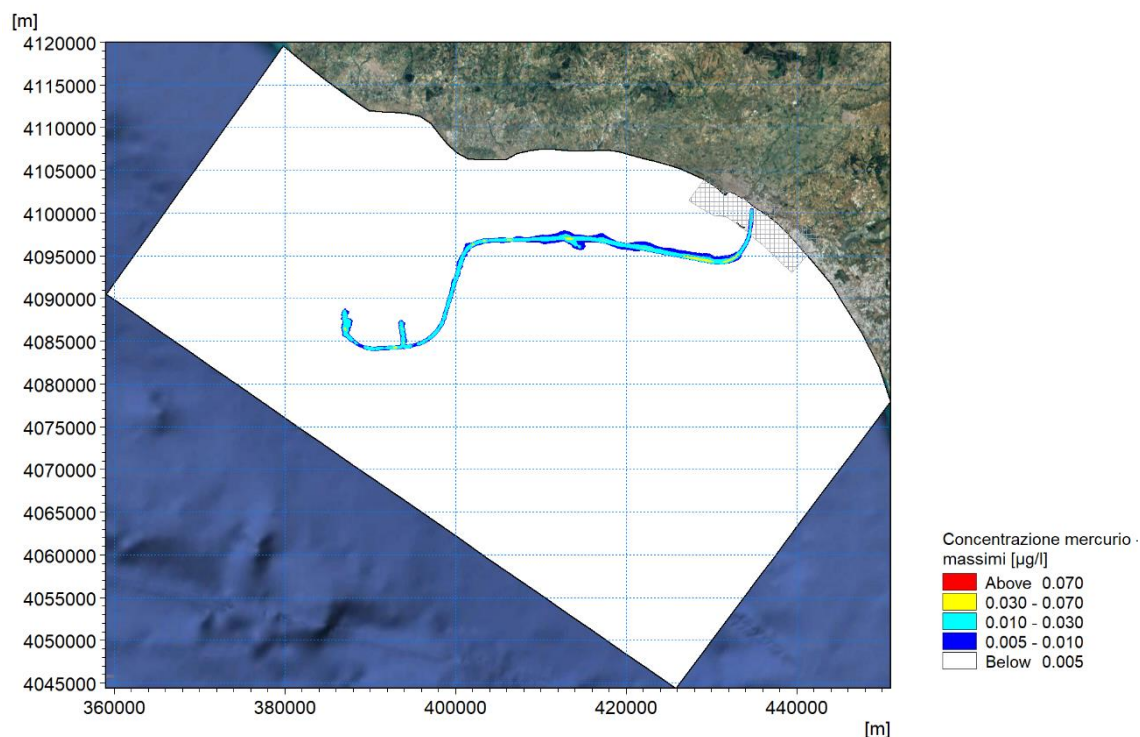 [m]
4120000
4115000
4110000
4105000
4100000
4095000
4090000
4085000
4080000
4075000
4070000
4065000
4060000
4055000
4050000
4045000
360000 380000 400000 420000 440000
[m]
Concentrazione mercurio -
massimi [µg/l]
Above 0.070
0.030 - 0.070
0.010 - 0.030
0.005 - 0.010
Below 0.005